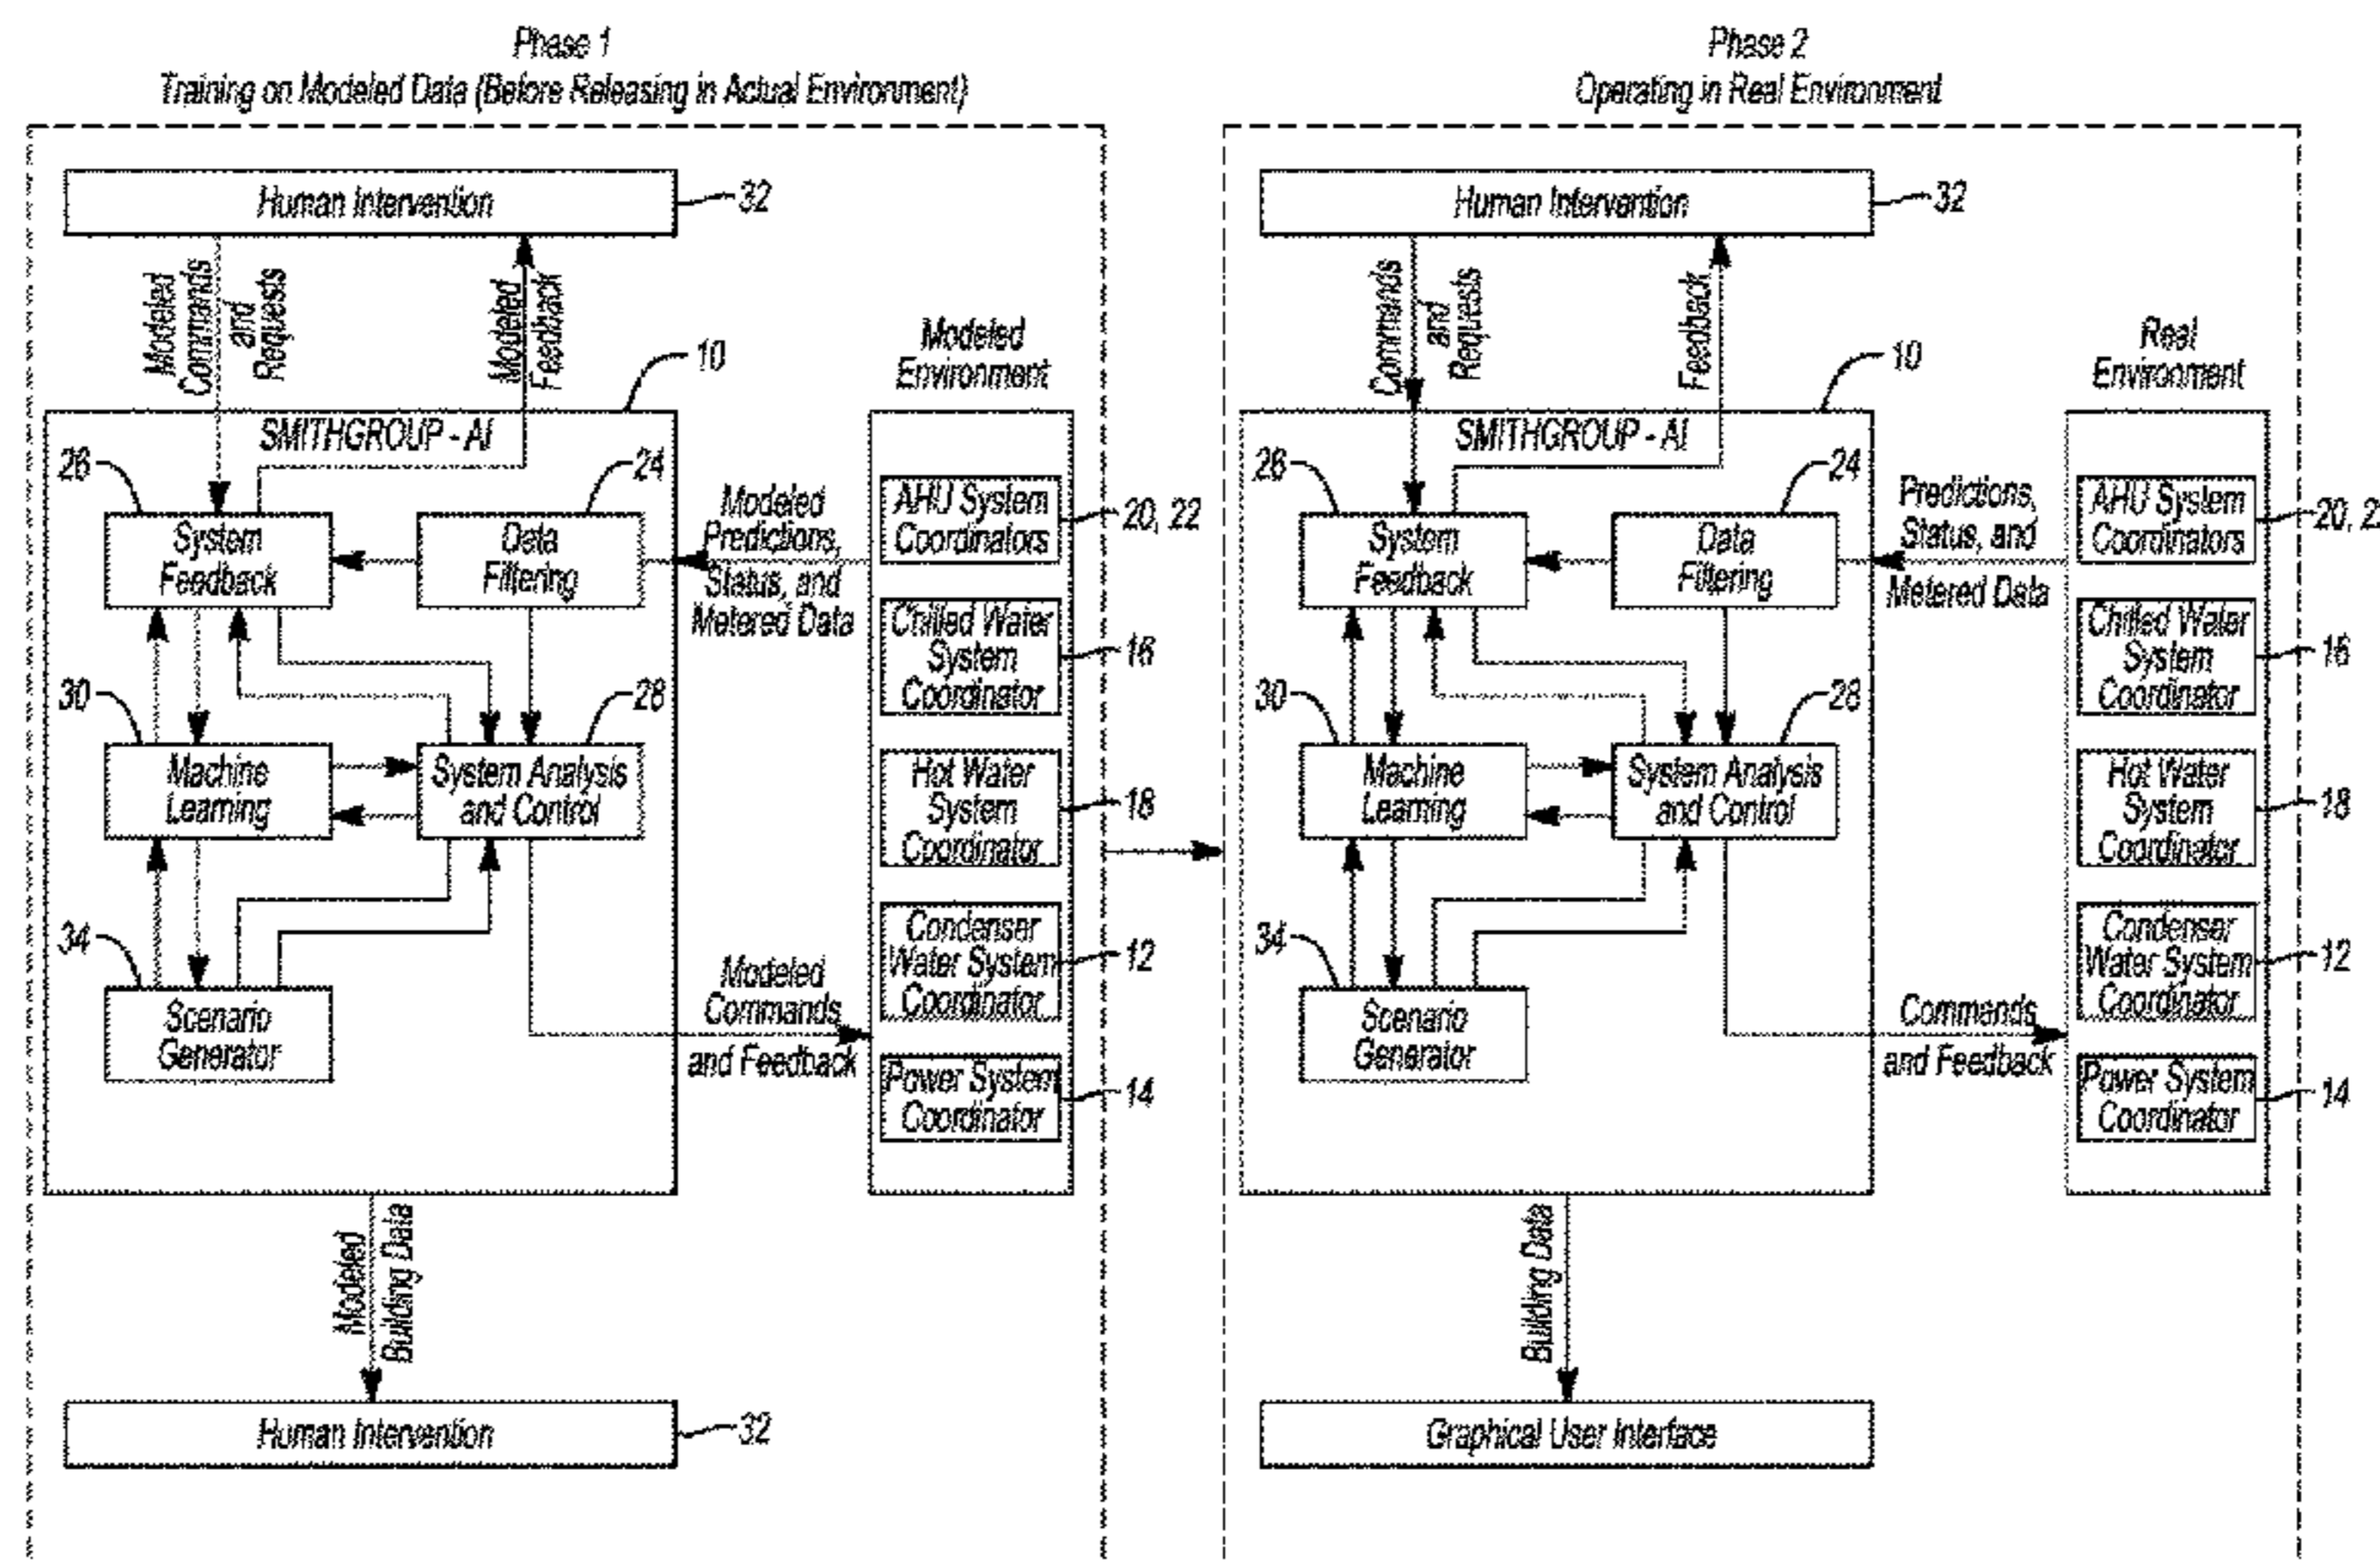 Phase 1
Training on Modeled Data (Before Releasing in Actual Environment)
Human Intervention
32
Modeled
Commands
and
Requests
Modeled
Feedback
10
Modeled
Environment
SMITHGROUP - AI
26
24
System
Feedback
Data
Filtering
Modeled
Predictions,
Status, and
Metered Data
AHU System
Coordinators
20, 22
Chilled Water
System
Coordinator
16
30
28
Machine
Learning
System Analysis
and Control
Hot Water
System
Coordinator
18
34
Scenario
Generator
Modeled
Commands
and Feedback
Condenser
Water System
Coordinator
12
Power System
Coordinator
14
Modeled
Building Data
Human Intervention
32
Phase 2
Operating in Real Environment
Human Intervention
32
Commands
and
Requests
Feedback
10
Real
Environment
SMITHGROUP - AI
26
24
System
Feedback
Data
Filtering
Predictions,
Status, and
Metered Data
AHU System
Coordinators
20, 2
Chilled Water
System
Coordinator
16
30
28
Machine
Learning
System Analysis
and Control
Hot Water
System
Coordinator
18
34
Scenario
Generator
Commands
and Feedback
Condenser
Water System
Coordinator
12
Power System
Coordinator
14
Building Data
Graphical User Interface